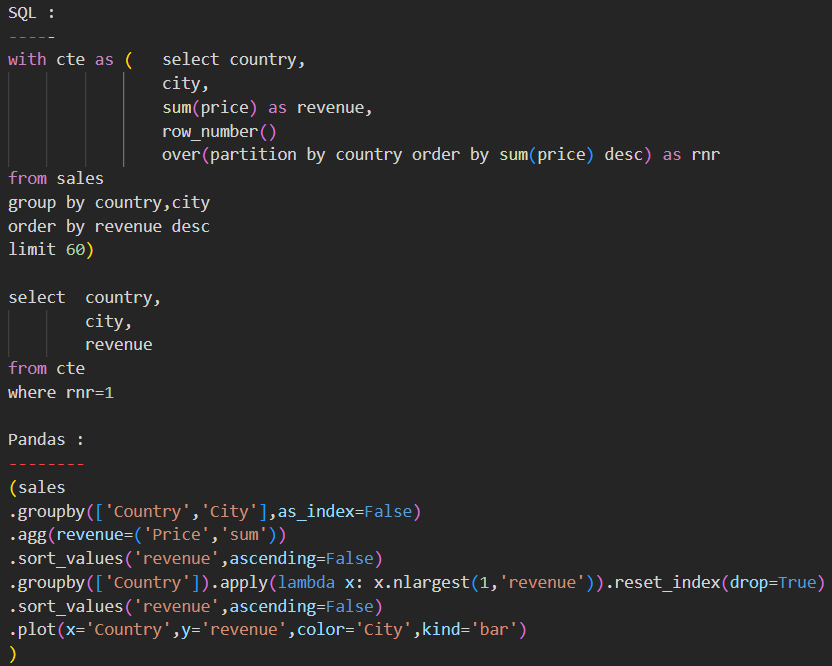 SQL :
-----
with cte as (   select country,
                city,
                sum(price) as revenue,
                row_number()
                over(partition by country order by sum(price) desc) as rnr
from sales
group by country,city
order by revenue desc
limit 60)

select  country,
        city,
        revenue
from cte
where rnr=1

Pandas :
--------
(sales
.groupby(['Country','City'],as_index=False)
.agg(revenue=('Price','sum'))
.sort_values('revenue',ascending=False)
.groupby(['Country']).apply(lambda x: x.nlargest(1,'revenue')).reset_index(drop=True)
.sort_values('revenue',ascending=False)
.plot(x='Country',y='revenue',color='City',kind='bar')
)